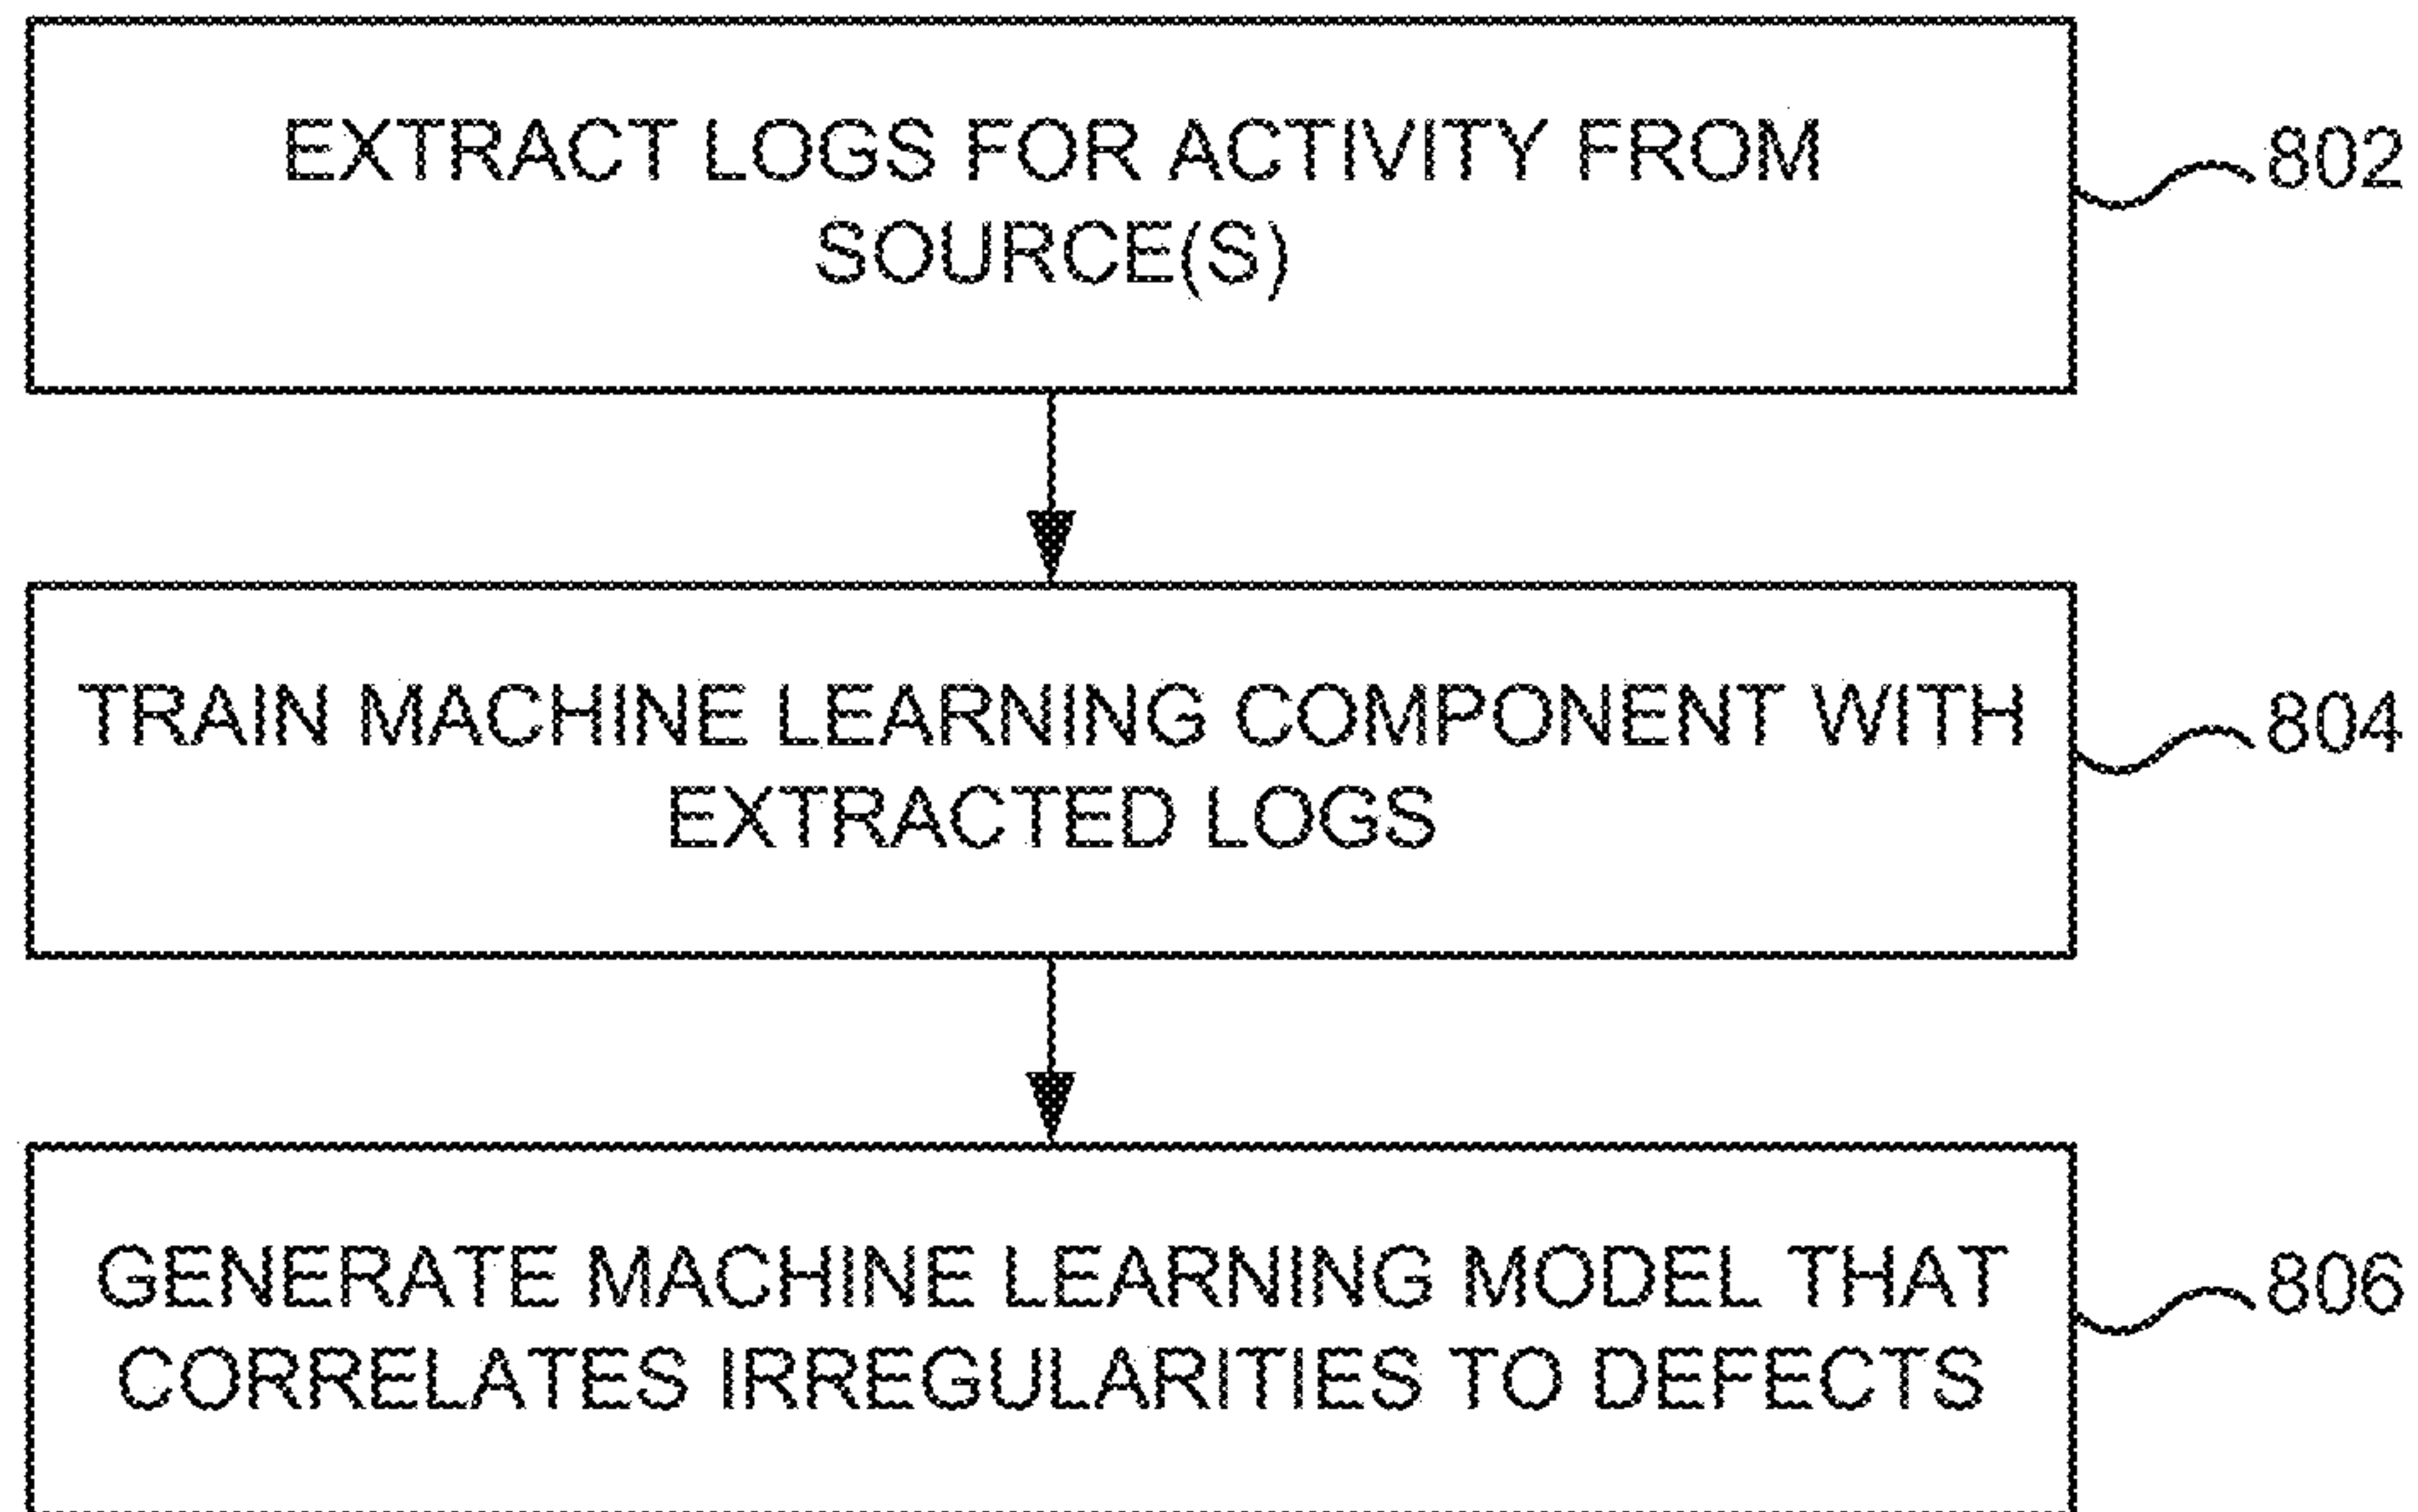 EXTRACT LOGS FOR ACTIVITY FROM
SOURCE(S)
802
TRAIN MACHINE LEARNING COMPONENT WITH
EXTRACTED LOGS
804
GENERATE MACHINE LEARNING MODEL THAT
CORRELATES IRREGULARITIES TO DEFECTS
806